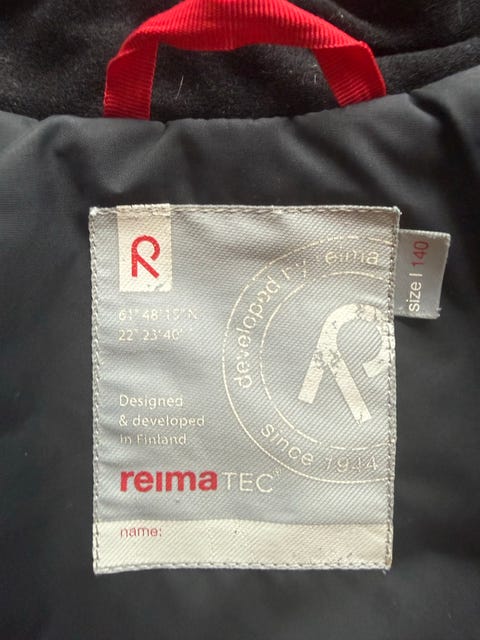 R
61°48'15"N
22°23'40"
Designed
& developed
in Finland
developed by reima
since 1944
R
reimaTEC®
name:
size | 140